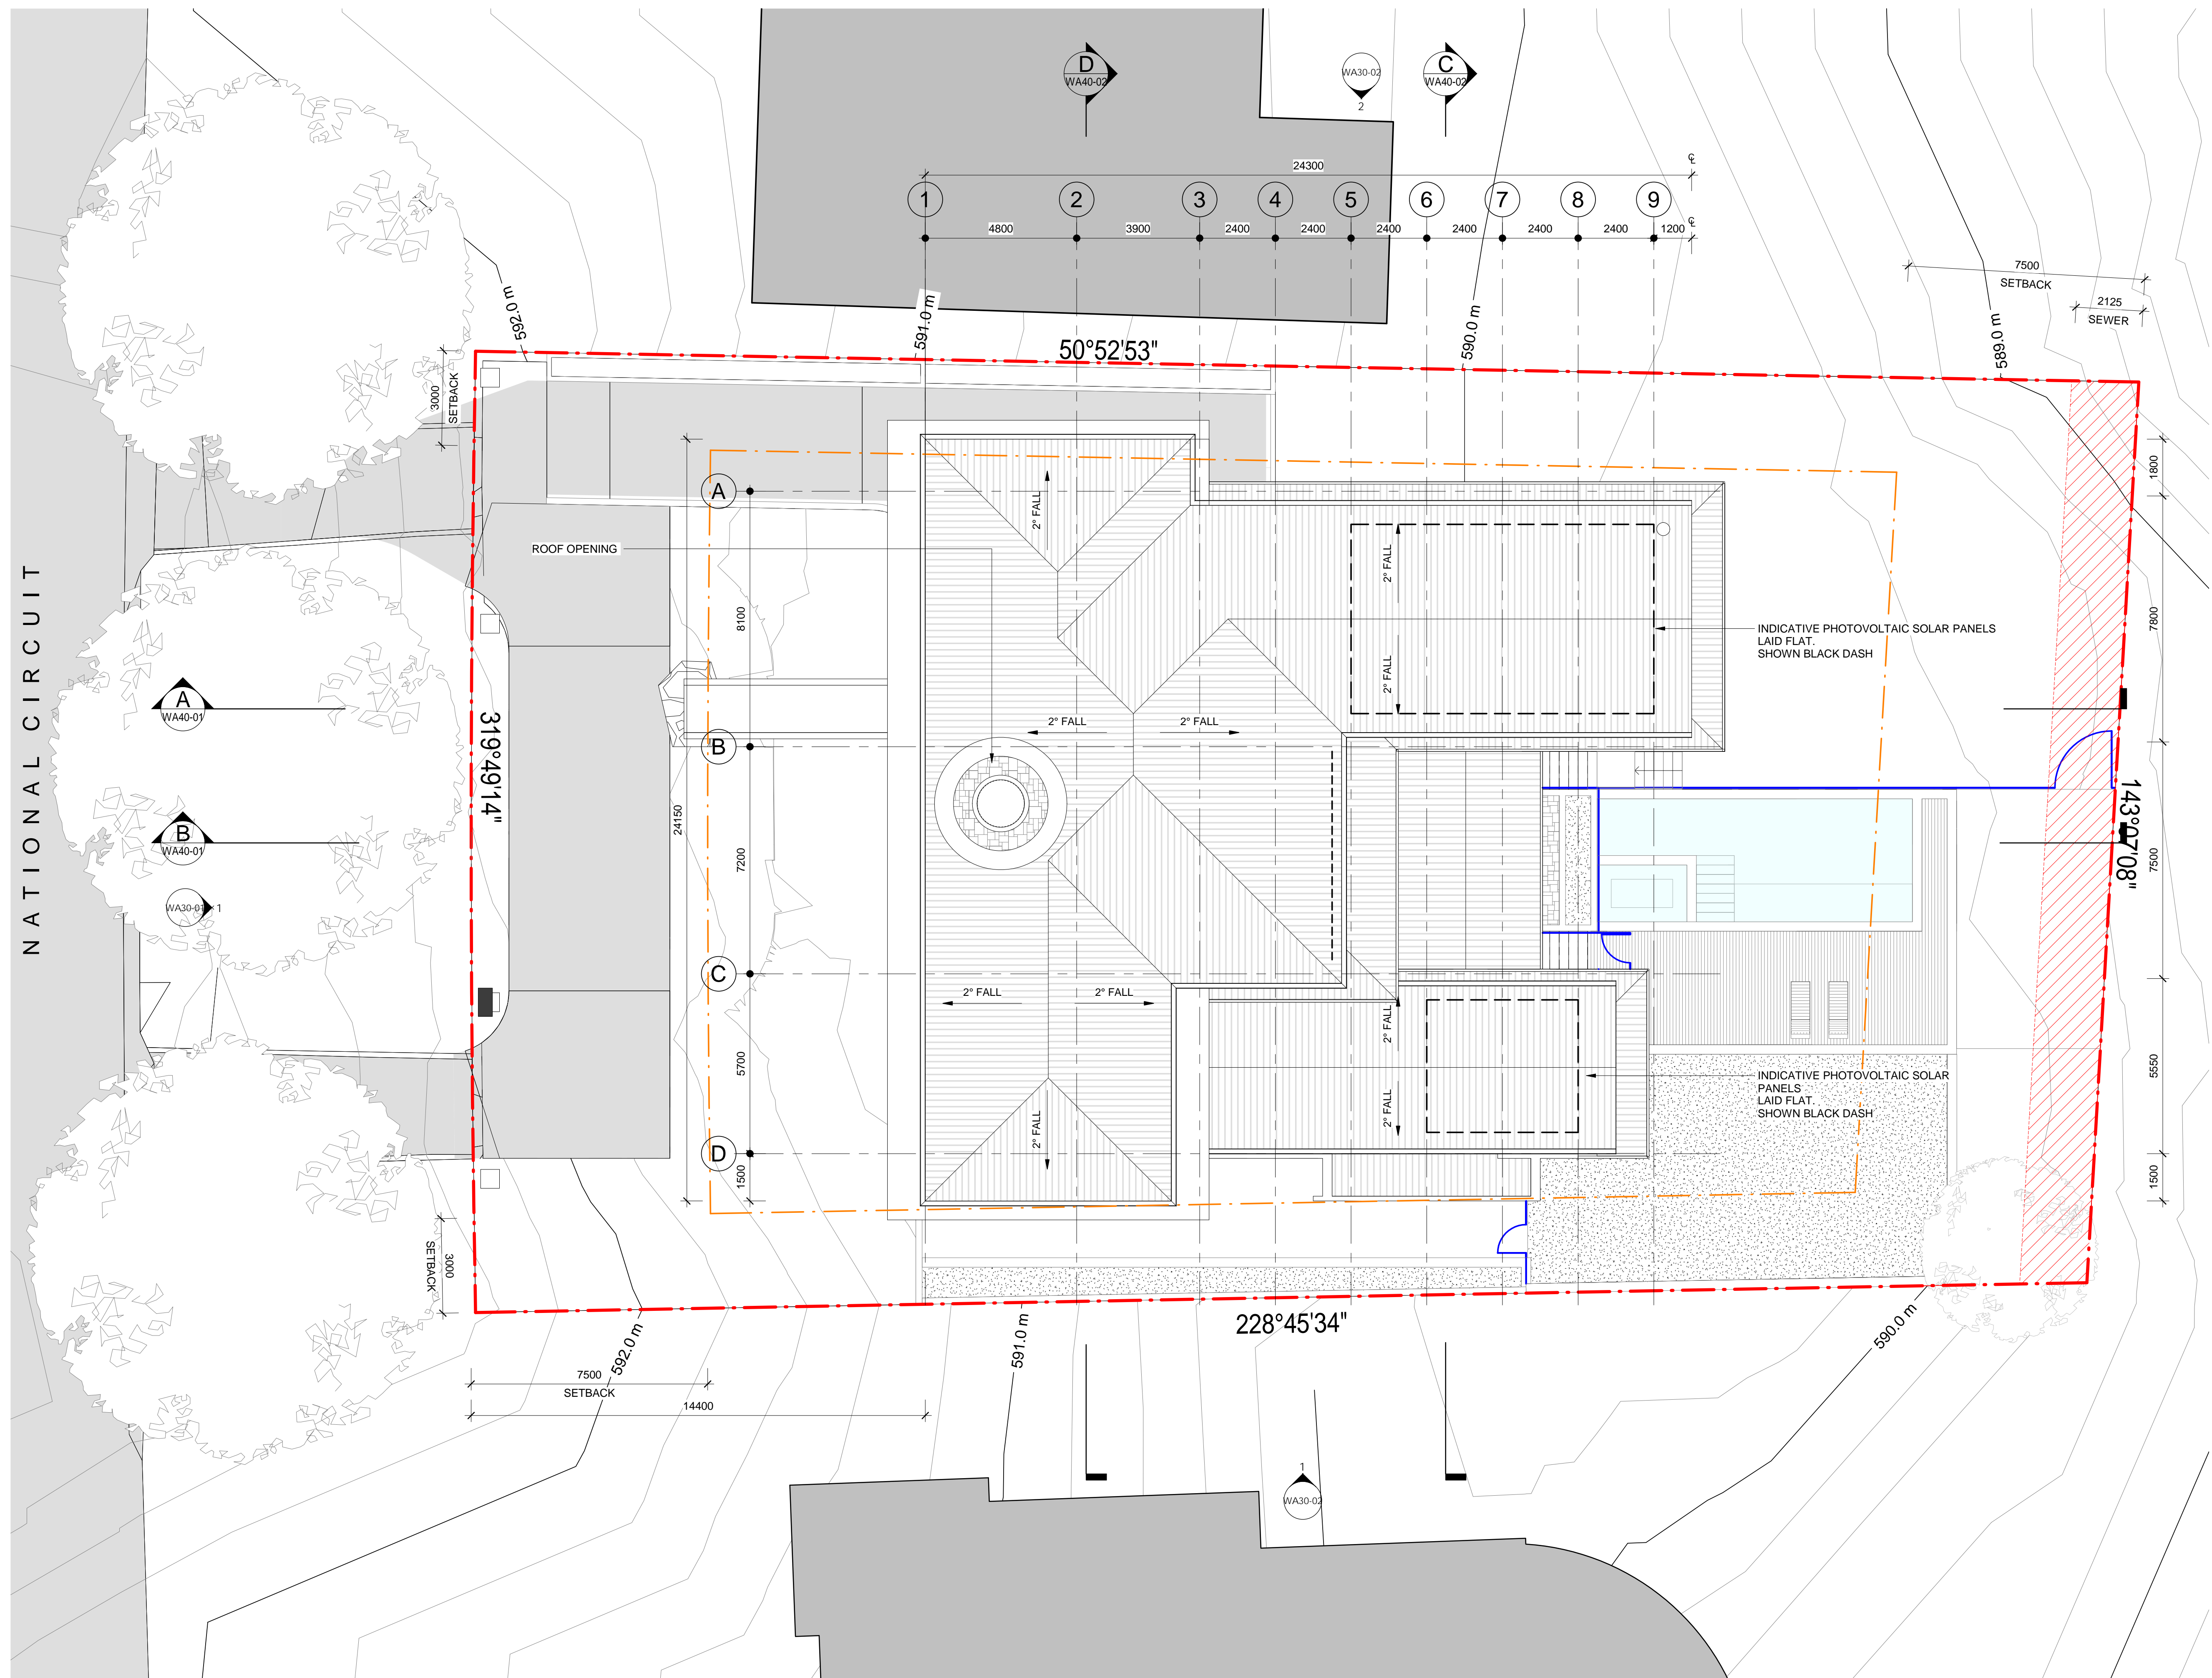 D
WA40-02
WA30-02
2
C
WA40-02
24300
℄
1
2
3
4
5
6
7
8
9
4800
3900
2400
2400
2400
2400
2400
2400
1200
℄
7500
SETBACK
2125
SEWER
592.0 m
591.0 m
50°52'53"
590.0 m
589.0 m
3000
SETBACK
A
2° FALL
ROOF OPENING
8100
2° FALL
2° FALL
1800
7800
INDICATIVE PHOTOVOLTAIC SOLAR PANELS
LAID FLAT.
SHOWN BLACK DASH
NATIONAL CIRCUIT
A
WA40-01
319°49'14"
B
2° FALL
2° FALL
24150
7200
B
WA40-01
WA30-01
1
143°07'08"
7500
C
2° FALL
2° FALL
2° FALL
5700
2° FALL
2° FALL
INDICATIVE PHOTOVOLTAIC SOLAR
PANELS
LAID FLAT.
SHOWN BLACK DASH
5550
D
1500
1500
3000
SETBACK
592.0 m
591.0 m
228°45'34"
590.0 m
7500
SETBACK
14400
1
WA30-02